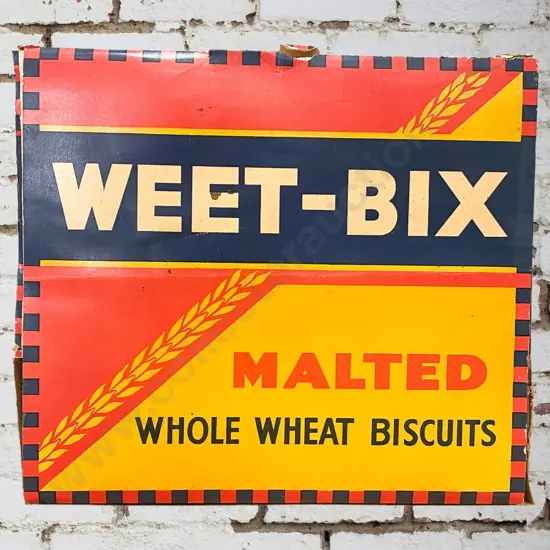 WEET-BIX
MALTED
WHOLE WHEAT BISCUITS